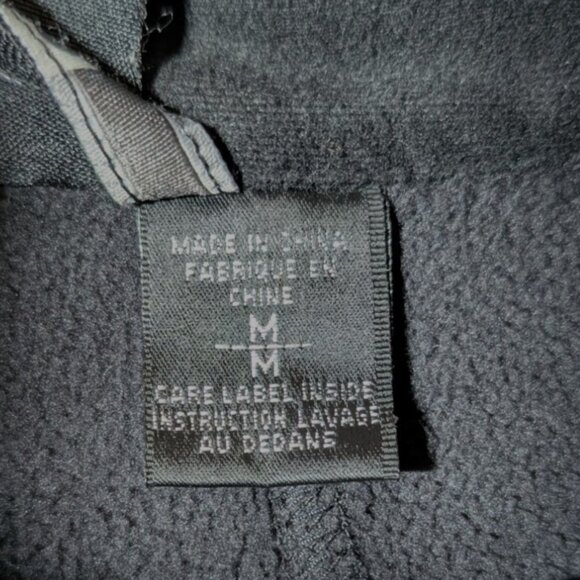 MADE IN CHINA
FABRIQUE EN
CHINE
M
M
CARE LABEL INSIDE
INSTRUCTION LAVAGE
AU DEDANS